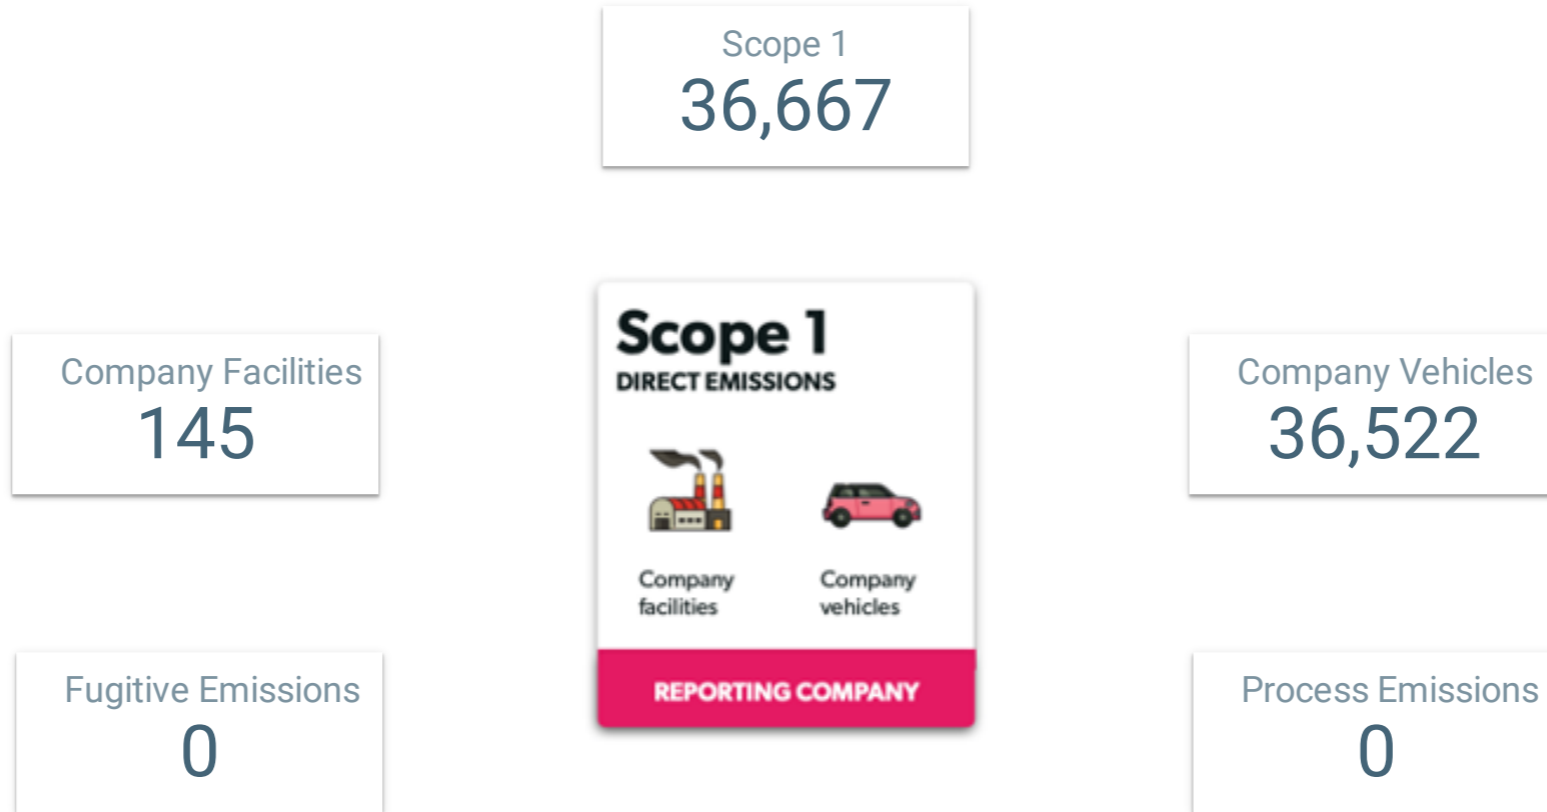 Scope 1
36,667
Scope 1
DIRECT EMISSIONS
Company Facilities
145
Company Vehicles
36,522
Company
facilities
Company
vehicles
REPORTING COMPANY
Fugitive Emissions
0
Process Emissions
0